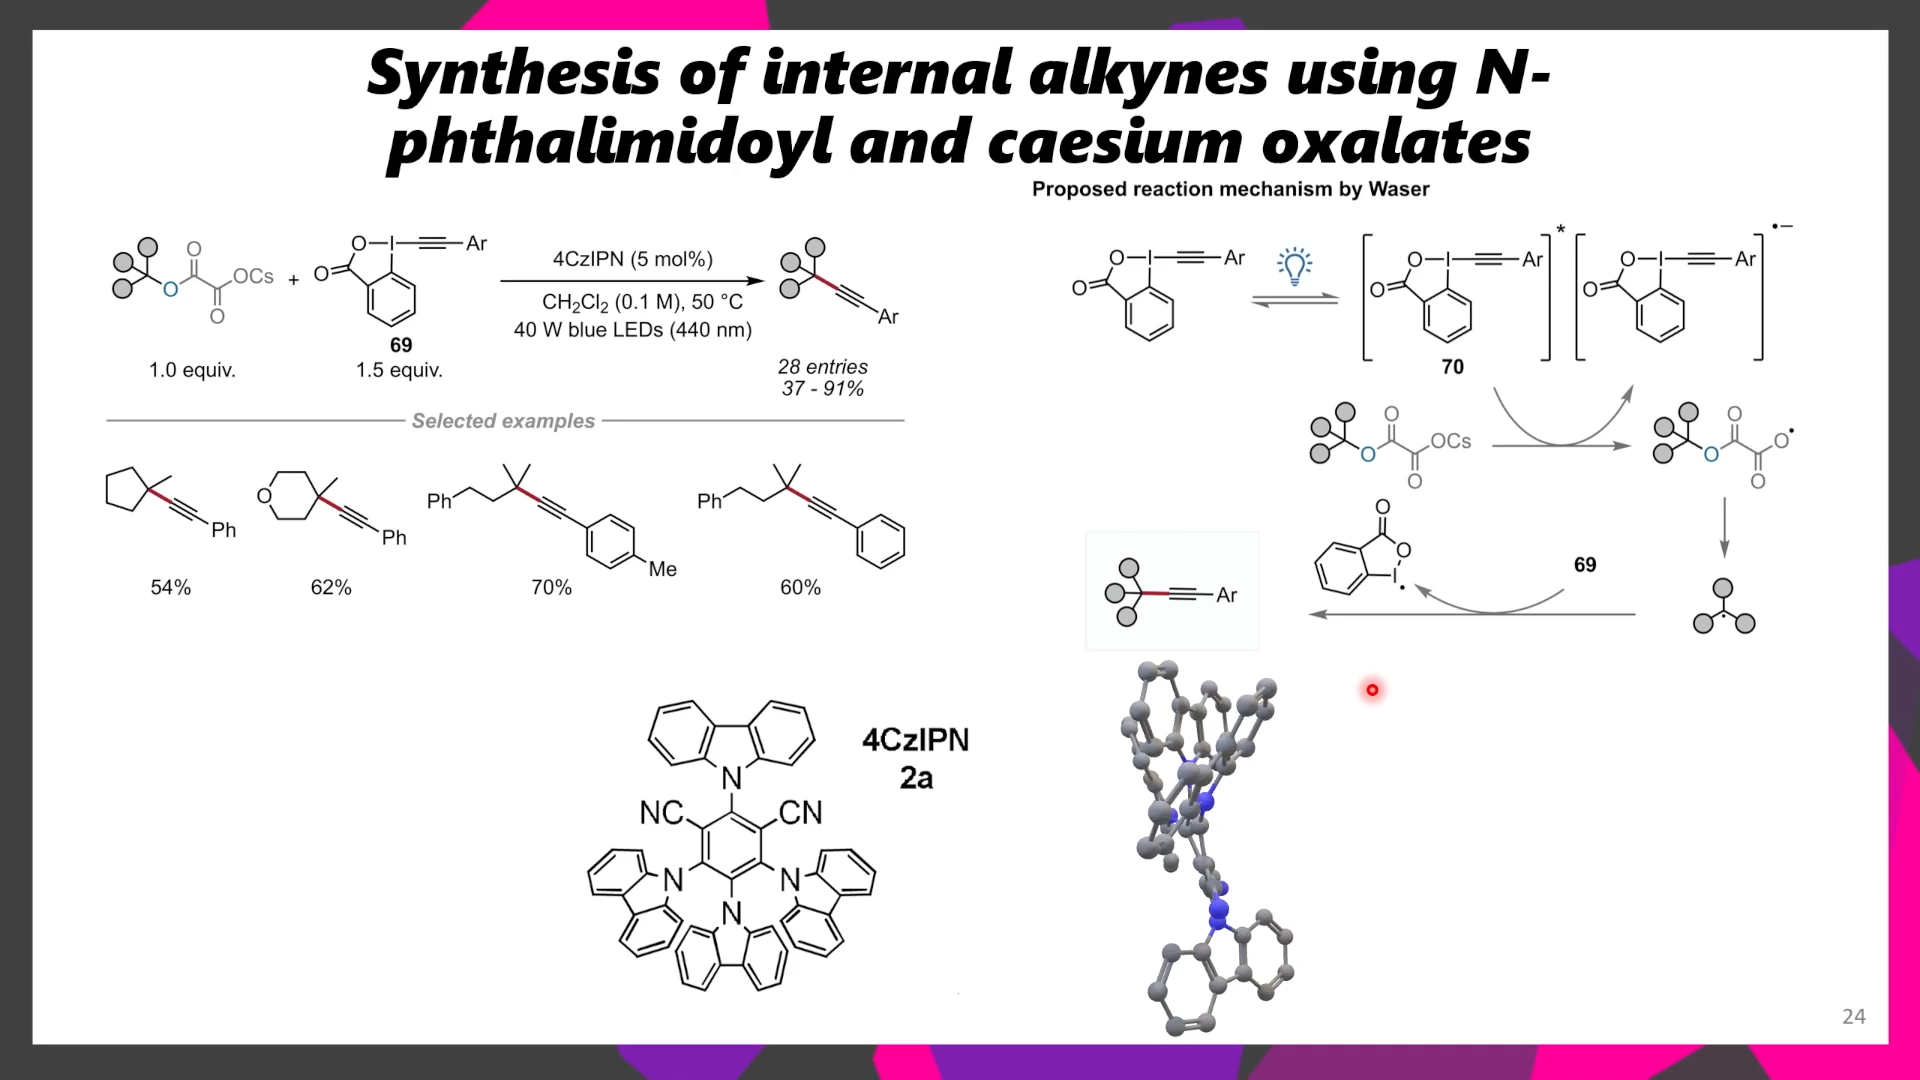 Synthesis of internal alkynes using N-
phthalimidoyl and caesium oxalates
Proposed reaction mechanism by Waser
O
O
OCs
O
+
O
I
Ar
O
69
1.0 equiv.
1.5 equiv.
4CzIPN (5 mol%)
CH₂Cl₂ (0.1 M), 50 °C
40 W blue LEDs (440 nm)
Ar
28 entries
37 - 91%
Selected examples
Ph
54%
O
Ph
62%
Ph
Me
70%
Ph
60%
O
I
Ar
O
O
I
Ar
O
*
70
O
I
Ar
O
•−
O
O
OCs
O
O
O
O•
O
O
O
I•
69
Ar
4CzIPN
2a
N
NC
CN
N
N
N
24